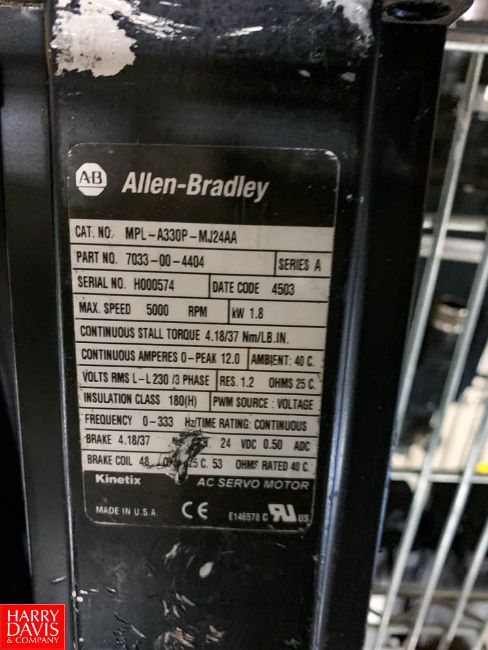 AB Allen-Bradley
CAT. NO. MPL-A330P-MJ24AA
PART NO. 7033-00-4404 SERIES A
SERIAL NO. H000574 DATE CODE 4503
MAX. SPEED 5000 RPM kW 1.8
CONTINUOUS STALL TORQUE 4.18/37 Nm/LB.IN.
CONTINUOUS AMPERES 0-PEAK 12.0 AMBIENT: 40 C.
VOLTS RMS L-L 230 /3 PHASE RES. 1.2 OHMS 25 C.
INSULATION CLASS 180(H) PWM SOURCE : VOLTAGE
FREQUENCY 0-333 Hz/TIME RATING: CONTINUOUS
BRAKE 4.18/37 24 VDC 0.50 ADC
BRAKE COIL 48 25 C. 53 OHMS RATED 40 C.
Kinetix AC SERVO MOTOR
MADE IN U.S.A. CE E146578 C RU US
HARRY
DAVIS
& COMPANY